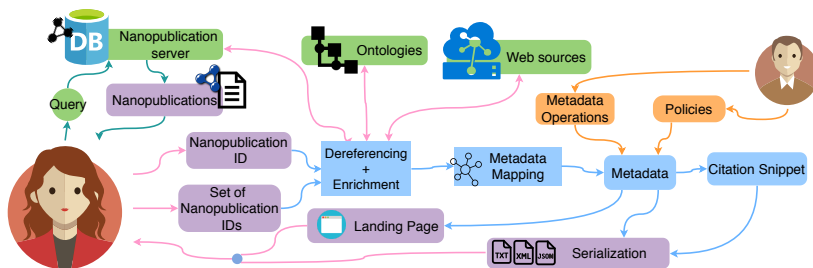 DB
Nanopublication
server
Ontologies
Web sources
Query
Nanopublications
Metadata
Operations
Policies
Nanopublication
ID
Dereferencing
+
Enrichment
Metadata
Mapping
Metadata
Citation Snippet
Set of
Nanopublication
IDs
Landing Page
TXT
XML
JSON
Serialization